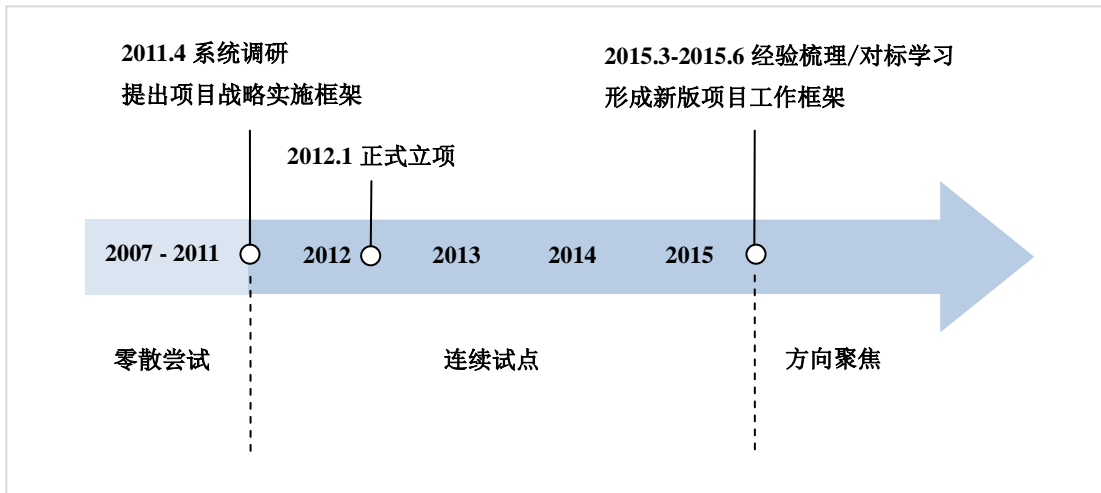 2011.4 系统调研
提出项目战略实施框架
2015.3-2015.6 经验梳理/对标学习
形成新版项目工作框架
2012.1 正式立项
2007 - 2011
2012
2013
2014
2015
零散尝试
连续试点
方向聚焦